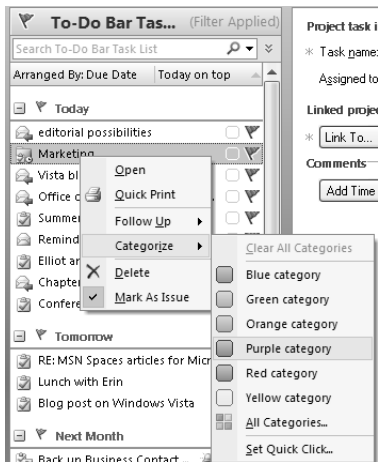 To-Do Bar Tas... (Filter Applied)
Search To-Do Bar Task List
Arranged By: Due Date Today on top
Today
editorial possibilities
Marketing
Vista bl
Office c
Summe
Remind
Elliot ar
Chapte
Confere
Tomorrow
RE: MSN Spaces articles for Micr
Lunch with Erin
Blog post on Windows Vista
Next Month
Back up Business Contact...
Open
Quick Print
Follow Up
Categorize
Delete
Mark As Issue
Clear All Categories
Blue category
Green category
Orange category
Purple category
Red category
Yellow category
All Categories...
Set Quick Click...
Project task i
* Task name:
Assigned to
Linked projec
* Link To...
Comments
Add Time